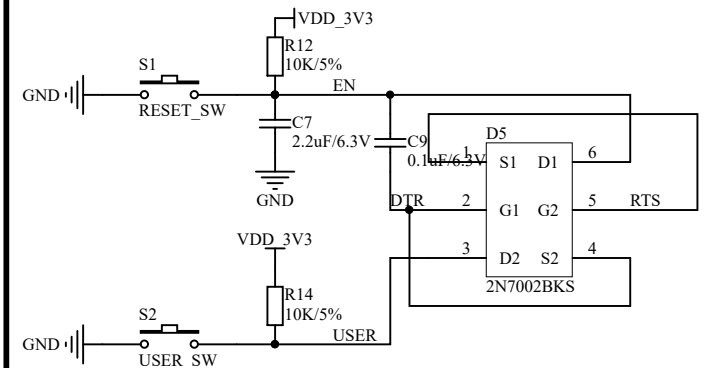 VDD_3V3
R12
10K/5%
S1
EN
GND
RESET_SW
C7
2.2uF/6.3V
C9
0.1uF/6.3V
D5
1
S1
D1
6
GND
DTR
2
G1
G2
5
RTS
VDD_3V3
3
D2
S2
4
2N7002BKS
R14
10K/5%
S2
USER
GND
USER_SW